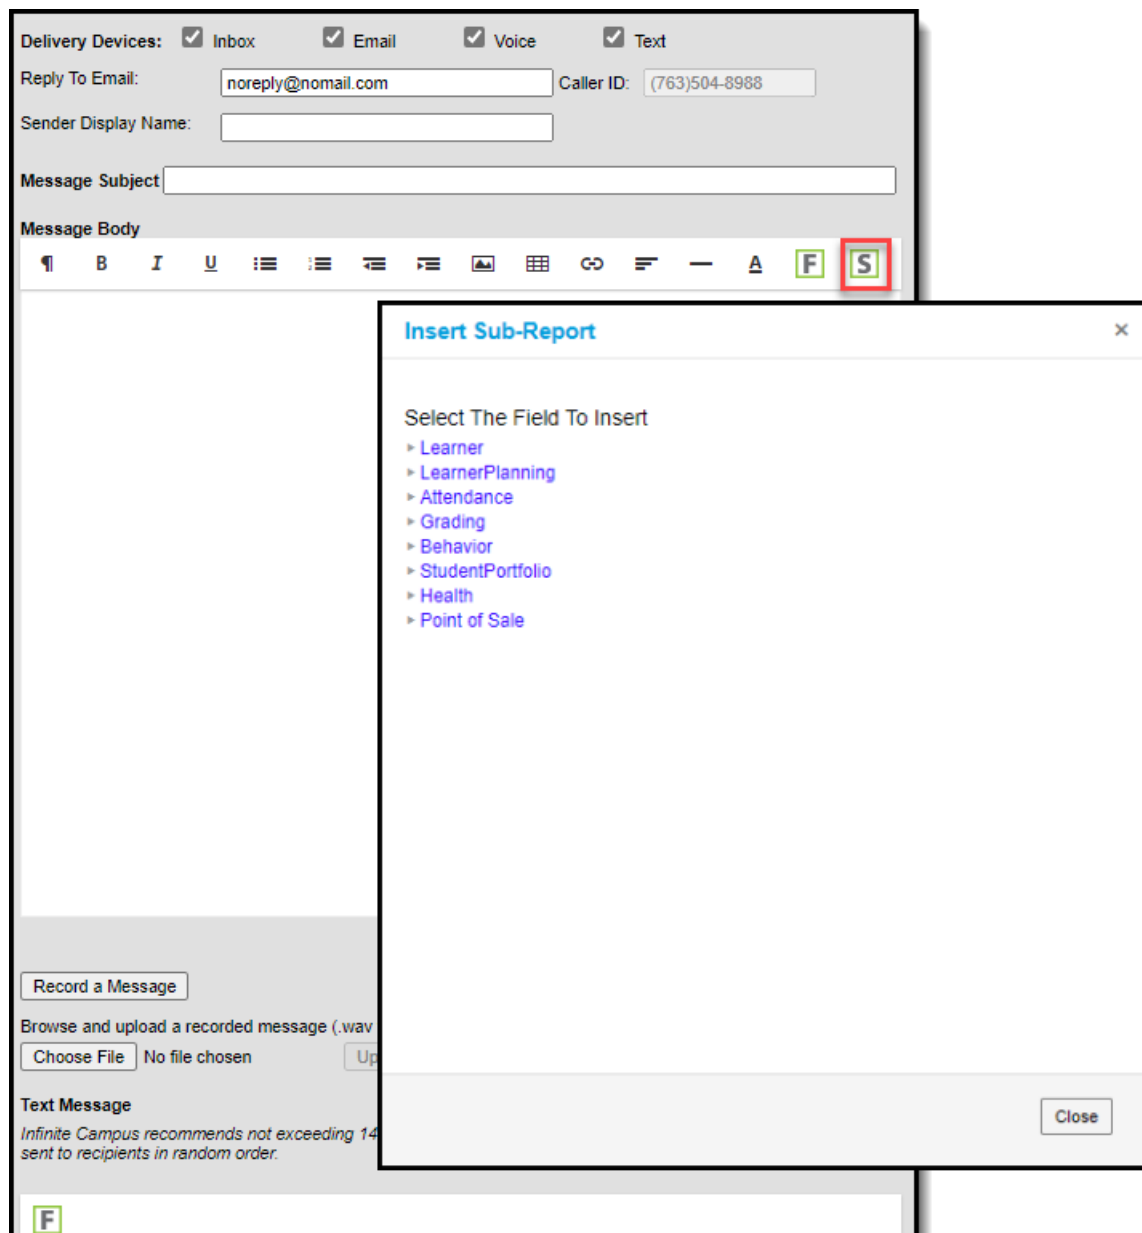 Delivery Devices: Inbox Email Voice Text
Reply To Email: noreply@nomail.com Caller ID: (763)504-8988
Sender Display Name:
Message Subject
Message Body
¶ B I U A F S
Insert Sub-Report ×
Select The Field To Insert
Learner
LearnerPlanning
Attendance
Grading
Behavior
StudentPortfolio
Health
Point of Sale
Close
Record a Message
Browse and upload a recorded message (.wav
Choose File No file chosen Up
Text Message
Infinite Campus recommends not exceeding 14
sent to recipients in random order.
F